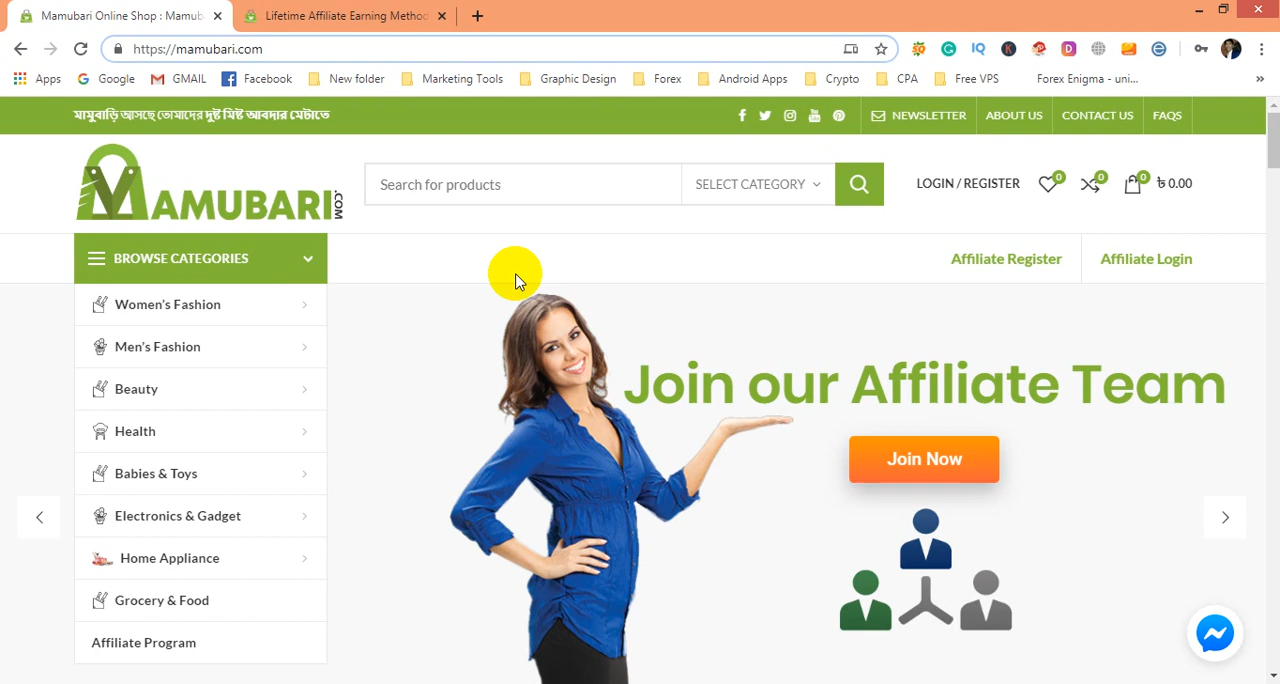 Mamubari Online Shop : Mamub
Lifetime Affiliate Earning Method
https://mamubari.com
Apps
Google
GMAIL
Facebook
New folder
Marketing Tools
Graphic Design
Forex
Android Apps
Crypto
CPA
Free VPS
Forex Enigma - uni...
মামুবাড়ি আসছে তোমাদের দুষ্ট মিষ্ট আবদার মেটাতে
NEWSLETTER
ABOUT US
CONTACT US
FAQS
MAMUBARI.COM
Search for products
SELECT CATEGORY
LOGIN / REGISTER
0
0
0
৳ 0.00
BROWSE CATEGORIES
Affiliate Register
Affiliate Login
Women's Fashion
Men's Fashion
Beauty
Health
Babies & Toys
Electronics & Gadget
Home Appliance
Grocery & Food
Affiliate Program
Join our Affiliate Team
Join Now